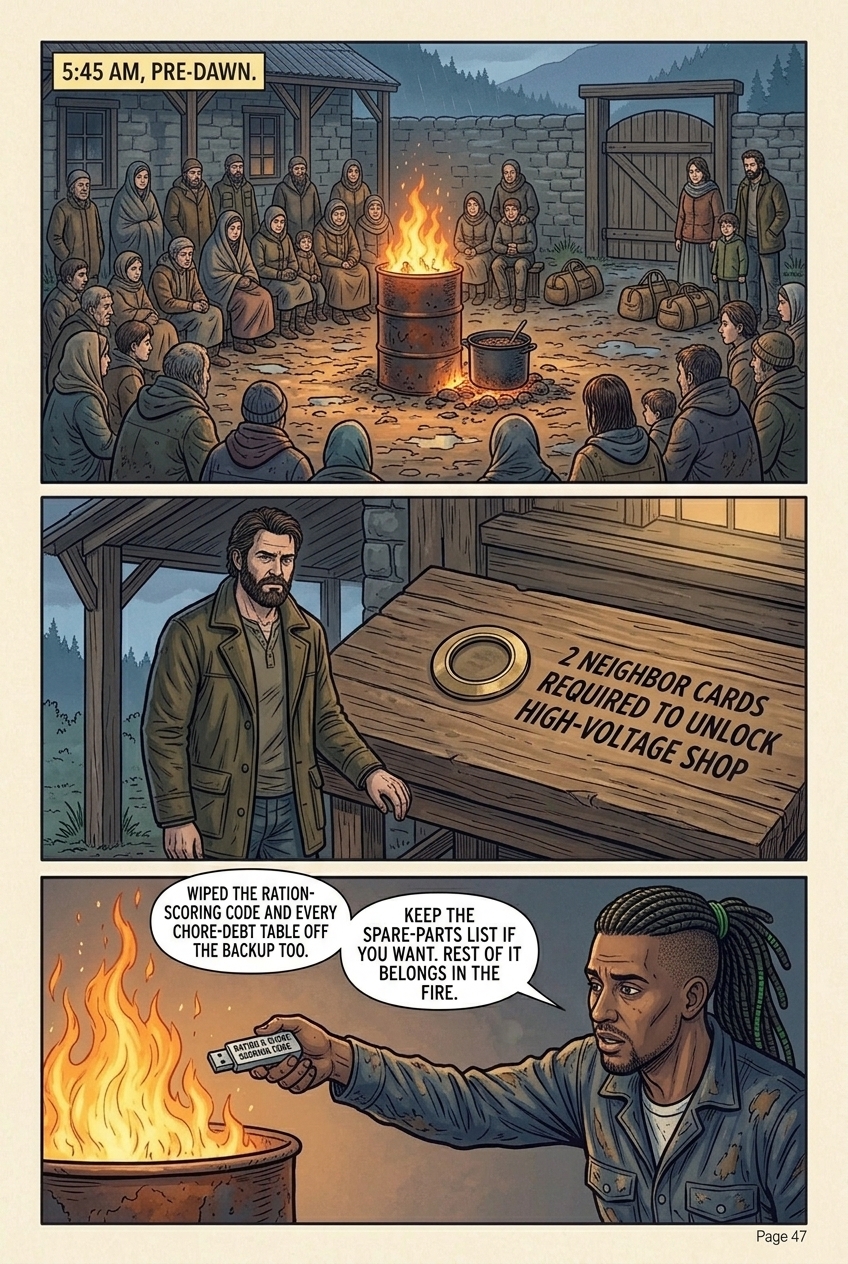 5:45 AM, PRE-DAWN.
2 NEIGHBOR CARDS
REQUIRED TO UNLOCK
HIGH-VOLTAGE SHOP
WIPED THE RATION-
SCORING CODE AND EVERY
CHORE-DEBT TABLE OFF
THE BACKUP TOO.
KEEP THE
SPARE-PARTS LIST IF
YOU WANT. REST OF IT
BELONGS IN THE
FIRE.
Page 47